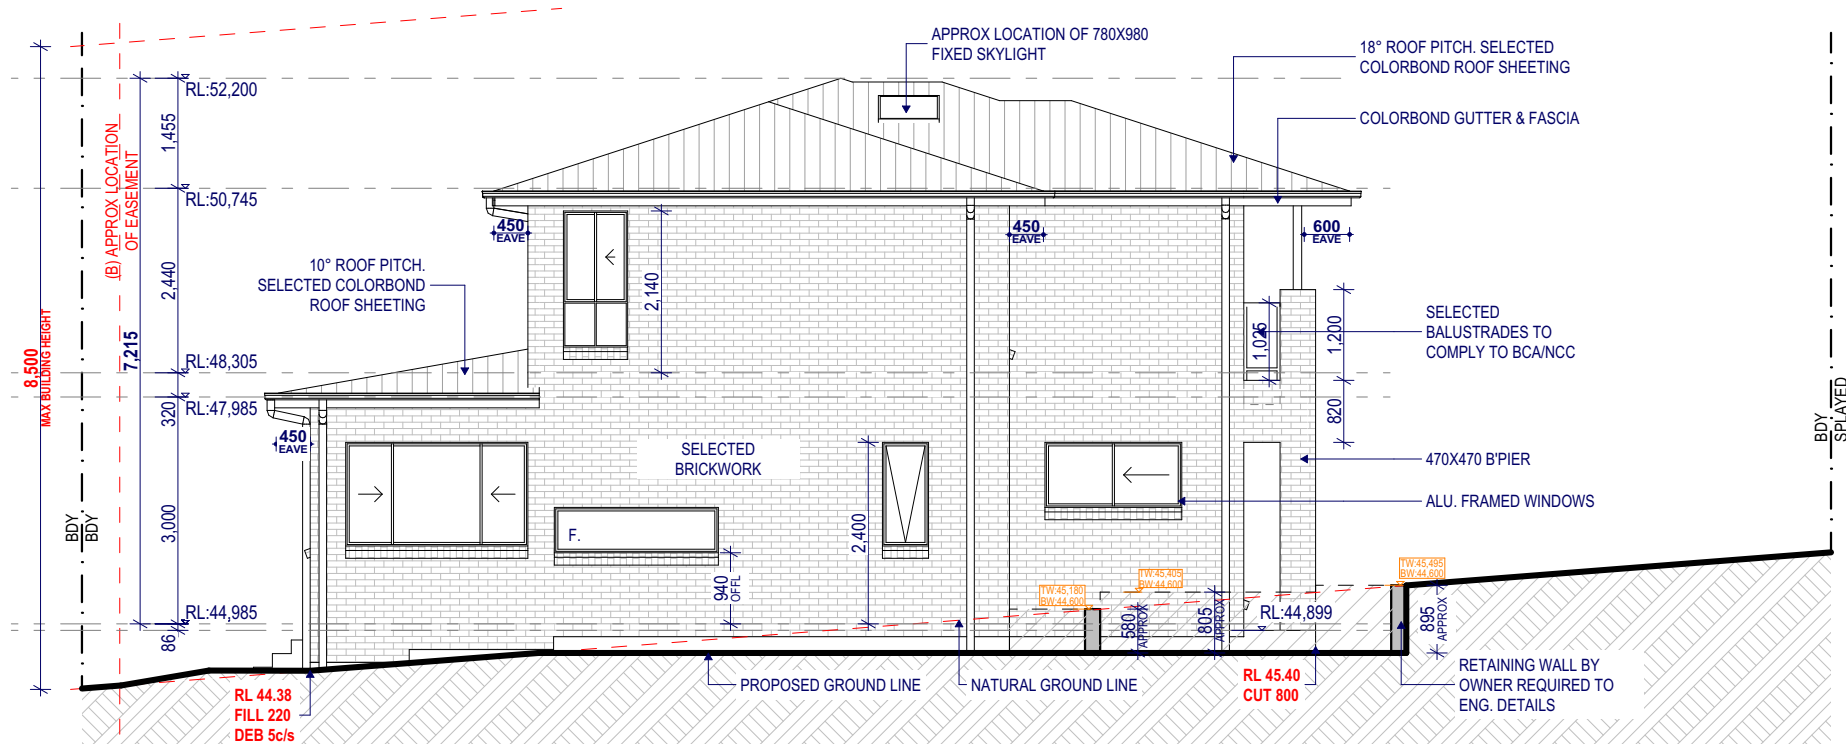 APPROX LOCATION OF 780X980
FIXED SKYLIGHT
18° ROOF PITCH. SELECTED
COLORBOND ROOF SHEETING
COLORBOND GUTTER & FASCIA
RL:52,200
1,455
(B) APPROX LOCATION
OF EASEMENT
RL:50,745
450
EAVE
450
EAVE
600
EAVE
10° ROOF PITCH.
SELECTED COLORBOND
ROOF SHEETING
2,440
2,140
7,215
8,500
MAX BUILDING HEIGHT
1,025
1,200
SELECTED
BALUSTRADES TO
COMPLY TO BCA/NCC
RL:48,305
320
RL:47,985
820
BDY
SPLAYED
450
EAVE
SELECTED
BRICKWORK
470X470 B'PIER
ALU. FRAMED WINDOWS
BDY
BDY
3,000
F.
2,400
940
OFFL
TW:45,180
BW:44,600
TW:45,405
BW:44,600
TW:45,495
BW:44,600
RL:44,985
86
580
APPROX
805
APPROX
RL:44,899
895
APPROX
PROPOSED GROUND LINE
NATURAL GROUND LINE
RL 44.38
FILL 220
DEB 5c/s
RL 45.40
CUT 800
RETAINING WALL BY
OWNER REQUIRED TO
ENG. DETAILS